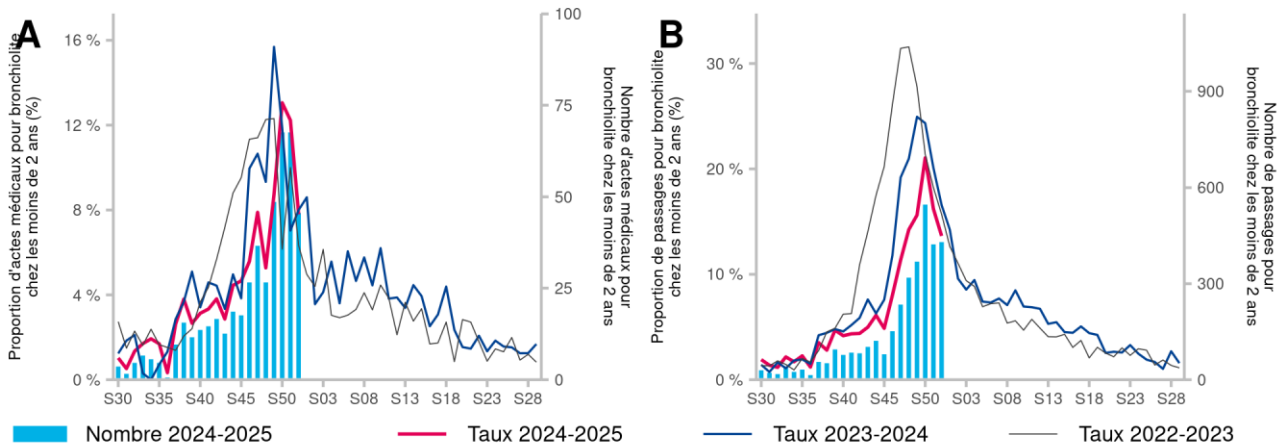 A
Proportion d'actes médicaux pour bronchiolite
chez les moins de 2 ans (%)
16 %
12 %
8 %
4 %
0 %
100
75
50
25
0
Nombre d'actes médicaux pour
bronchiolite chez les moins de 2 ans
S30 S35 S40 S45 S50 S03 S08 S13 S18 S23 S28
B
Proportion de passages pour bronchiolite
chez les moins de 2 ans (%)
30 %
20 %
10 %
0 %
900
600
300
0
Nombre de passages pour
bronchiolite chez les moins de 2 ans
S30 S35 S40 S45 S50 S03 S08 S13 S18 S23 S28
Nombre 2024-2025 Taux 2024-2025 Taux 2023-2024 Taux 2022-2023